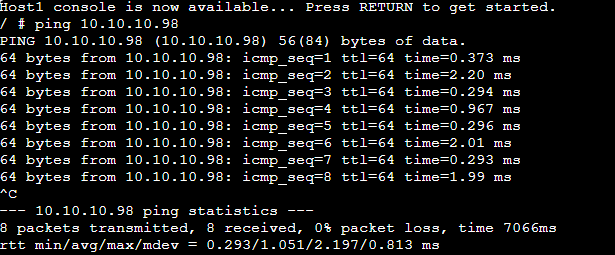 Host1 console is now available... Press RETURN to get started.
/ # ping 10.10.10.98
PING 10.10.10.98 (10.10.10.98) 56(84) bytes of data.
64 bytes from 10.10.10.98: icmp_seq=1 ttl=64 time=0.373 ms
64 bytes from 10.10.10.98: icmp_seq=2 ttl=64 time=2.20 ms
64 bytes from 10.10.10.98: icmp_seq=3 ttl=64 time=0.294 ms
64 bytes from 10.10.10.98: icmp_seq=4 ttl=64 time=0.967 ms
64 bytes from 10.10.10.98: icmp_seq=5 ttl=64 time=0.296 ms
64 bytes from 10.10.10.98: icmp_seq=6 ttl=64 time=2.01 ms
64 bytes from 10.10.10.98: icmp_seq=7 ttl=64 time=0.293 ms
64 bytes from 10.10.10.98: icmp_seq=8 ttl=64 time=1.99 ms
^C
--- 10.10.10.98 ping statistics ---
8 packets transmitted, 8 received, 0% packet loss, time 7066ms
rtt min/avg/max/mdev = 0.293/1.051/2.197/0.813 ms